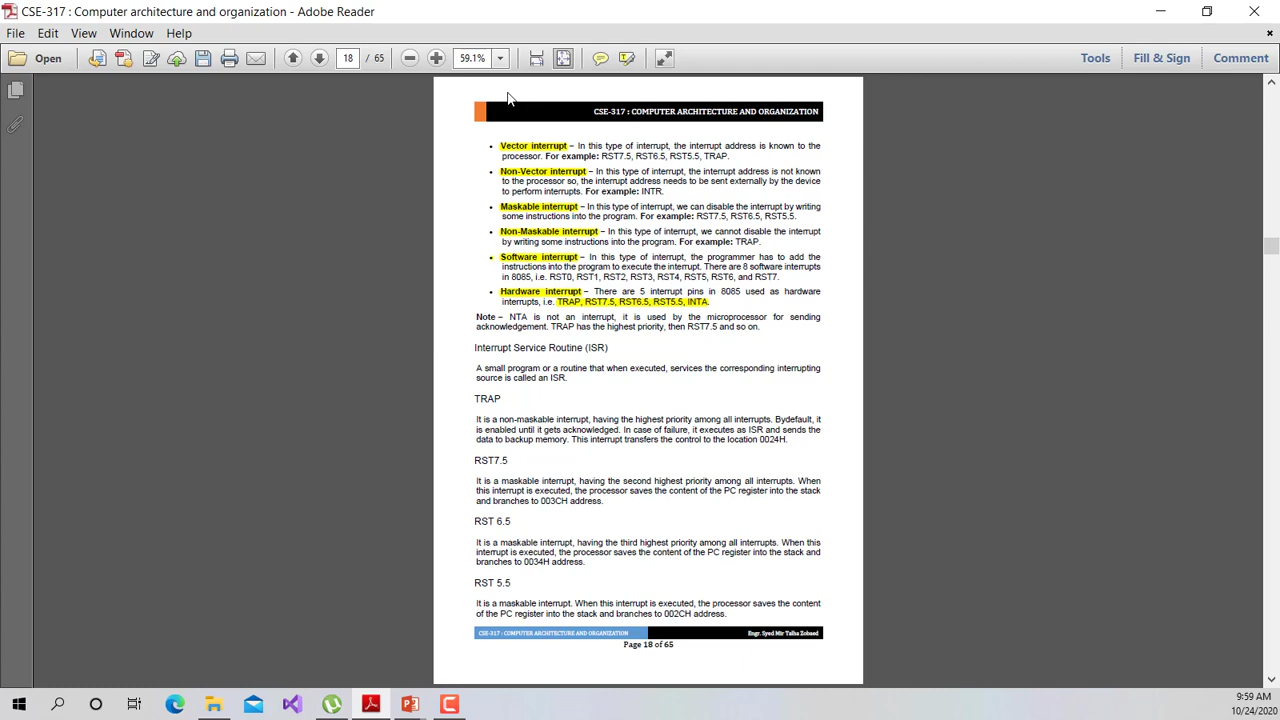 CSE-317 : Computer architecture and organization - Adobe Reader
File Edit View Window Help
Open 18 / 65 59.1% Tools Fill & Sign Comment
CSE-317 : COMPUTER ARCHITECTURE AND ORGANIZATION
• Vector interrupt – In this type of interrupt, the interrupt address is known to the
processor. For example: RST7.5, RST6.5, RST5.5, TRAP.
• Non-Vector interrupt – In this type of interrupt, the interrupt address is not known
to the processor so, the interrupt address needs to be sent externally by the device
to perform interrupts. For example: INTR.
• Maskable interrupt – In this type of interrupt, we can disable the interrupt by writing
some instructions into the program. For example: RST7.5, RST6.5, RST5.5.
• Non-Maskable interrupt – In this type of interrupt, we cannot disable the interrupt
by writing some instructions into the program. For example: TRAP.
• Software interrupt – In this type of interrupt, the programmer has to add the
instructions into the program to execute the interrupt. There are 8 software interrupts
in 8085, i.e. RST0, RST1, RST2, RST3, RST4, RST5, RST6, and RST7.
• Hardware interrupt – There are 5 interrupt pins in 8085 used as hardware
interrupts, i.e. TRAP, RST7.5, RST6.5, RST5.5, INTA.
Note – NTA is not an interrupt, it is used by the microprocessor for sending
acknowledgement. TRAP has the highest priority, then RST7.5 and so on.
Interrupt Service Routine (ISR)
A small program or a routine that when executed, services the corresponding interrupting
source is called an ISR.
TRAP
It is a non-maskable interrupt, having the highest priority among all interrupts. Bydefault, it
is enabled until it gets acknowledged. In case of failure, it executes as ISR and sends the
data to backup memory. This interrupt transfers the control to the location 0024H.
RST7.5
It is a maskable interrupt, having the second highest priority among all interrupts. When
this interrupt is executed, the processor saves the content of the PC register into the stack
and branches to 003CH address.
RST 6.5
It is a maskable interrupt, having the third highest priority among all interrupts. When this
interrupt is executed, the processor saves the content of the PC register into the stack and
branches to 0034H address.
RST 5.5
It is a maskable interrupt. When this interrupt is executed, the processor saves the content
of the PC register into the stack and branches to 002CH address.
CSE-317 : COMPUTER ARCHITECTURE AND ORGANIZATION Engr. Syed Mir Talha Zobaed
Page 18 of 65
9:59 AM
10/24/2020